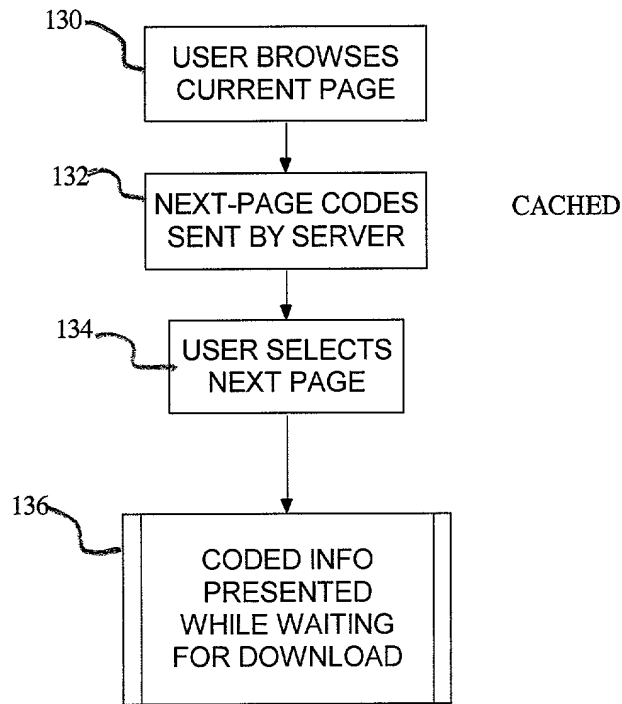 130
USER BROWSES
CURRENT PAGE
132
NEXT-PAGE CODES
SENT BY SERVER
CACHED
134
USER SELECTS
NEXT PAGE
136
CODED INFO
PRESENTED
WHILE WAITING
FOR DOWNLOAD